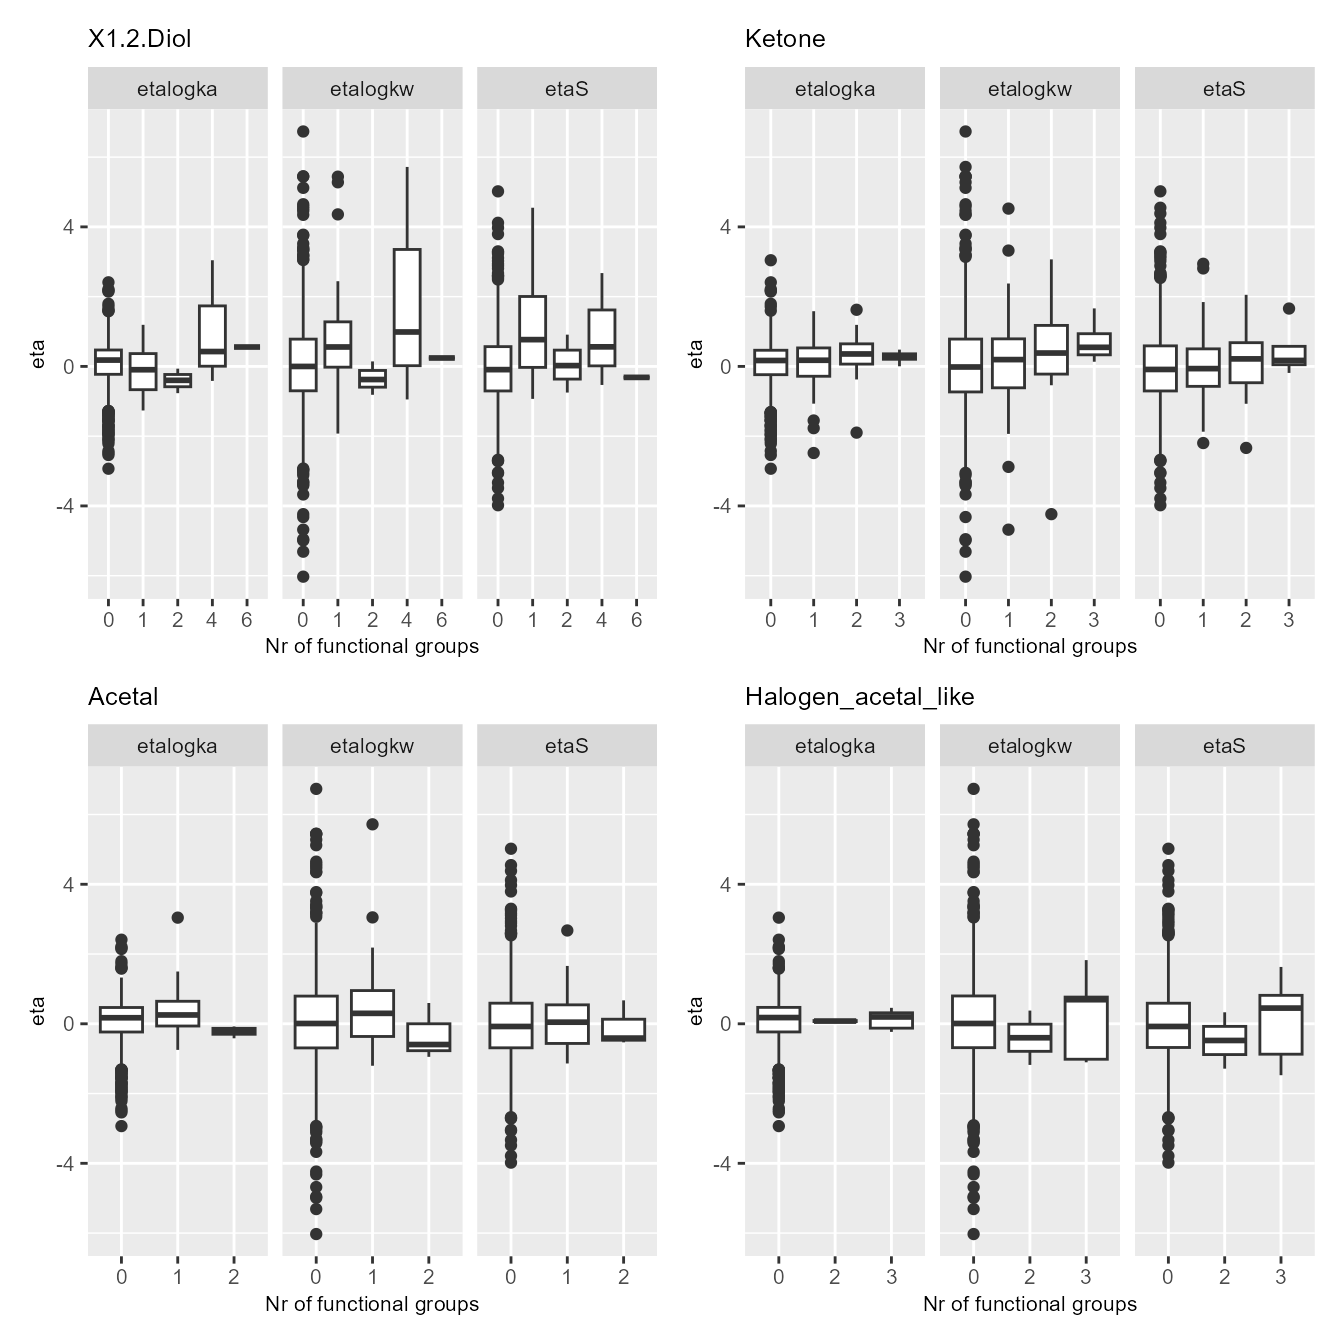 X1.2.Diol
etalogka etalogkw etaS
eta
4
0
-4
0 1 2 4 6 0 1 2 4 6 0 1 2 4 6
Nr of functional groups
Ketone
etalogka etalogkw etaS
eta
4
0
-4
0 1 2 3 0 1 2 3 0 1 2 3
Nr of functional groups
Acetal
etalogka etalogkw etaS
eta
4
0
-4
0 1 2 0 1 2 0 1 2
Nr of functional groups
Halogen_acetal_like
etalogka etalogkw etaS
eta
4
0
-4
0 2 3 0 2 3 0 2 3
Nr of functional groups